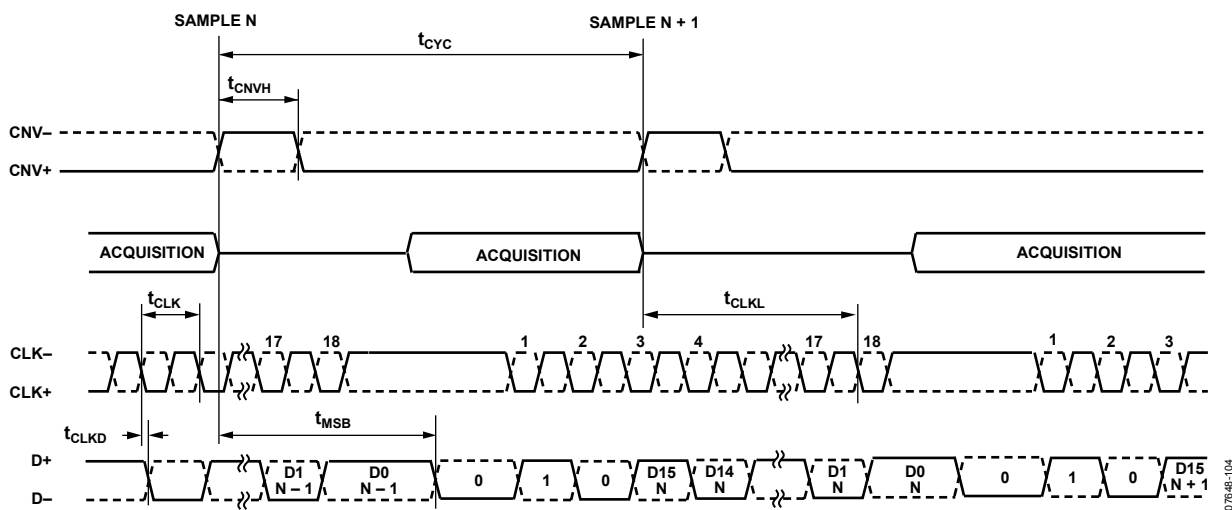 SAMPLE N
SAMPLE N + 1
tCYC
tCNVH
CNV–
CNV+
ACQUISITION
ACQUISITION
ACQUISITION
tCLK
tCLKL
17 18 1 2 3 4 17 18 1 2 3
CLK–
CLK+
tCLKD
tMSB
D+
D–
D1
N – 1
D0
N – 1
0
1
0
D15
N
D14
N
D1
N
D0
N
0
1
0
D15
N + 1
07648-104